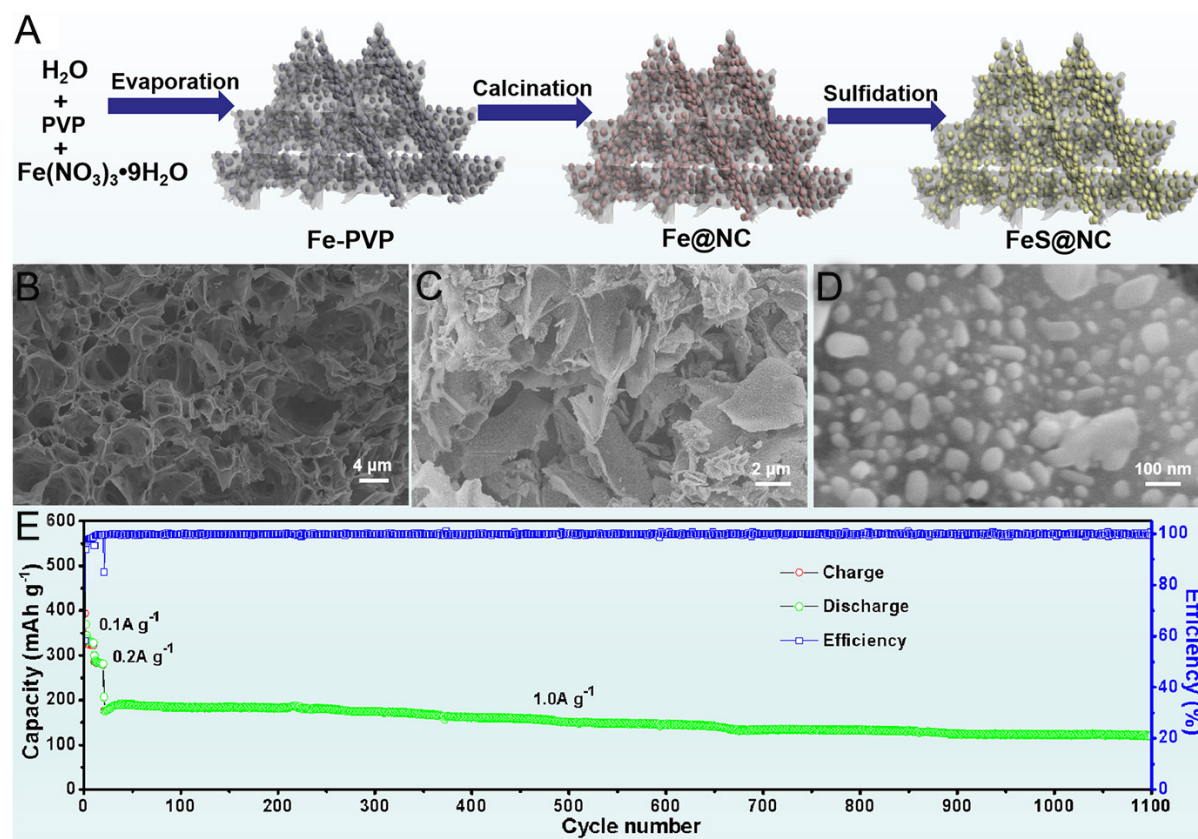 A
H₂O
+
PVP
+
Fe(NO₃)₃•9H₂O
Evaporation
Calcination
Sulfidation
Fe-PVP
Fe@NC
FeS@NC
B
4 µm
C
2 µm
D
100 nm
E
Capacity (mAh g⁻¹)
600
500
400
300
200
100
0
0.1A g⁻¹
0.2A g⁻¹
1.0A g⁻¹
Charge
Discharge
Efficiency
100
80
60
40
20
0
Efficiency (%)
0 100 200 300 400 500 600 700 800 900 1000 1100
Cycle number